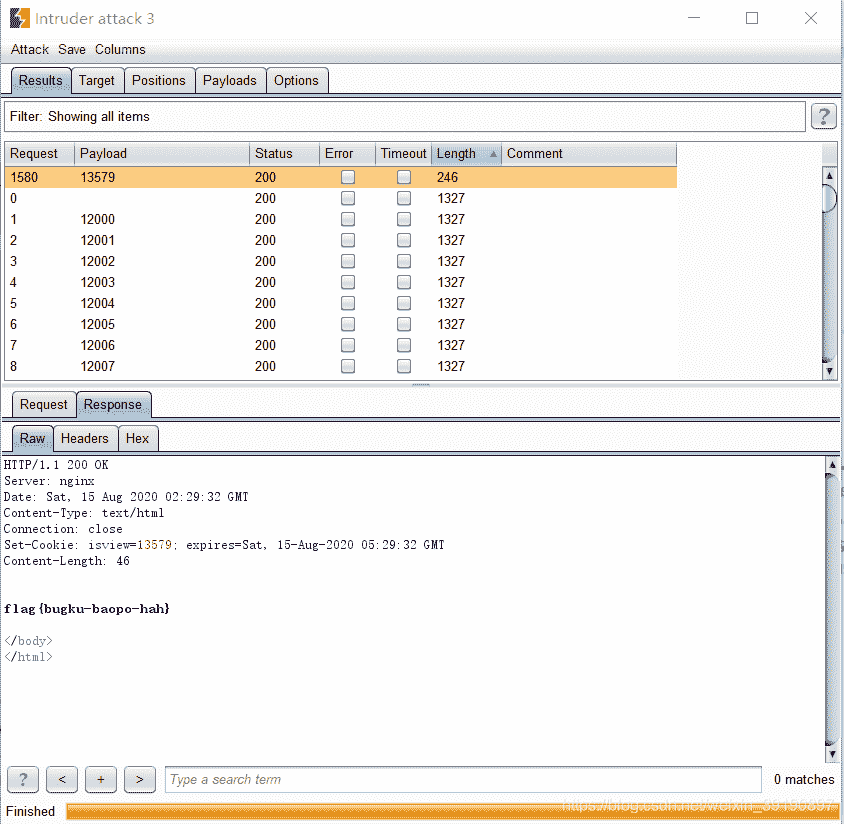 Intruder attack 3
Attack Save Columns
Results Target Positions Payloads Options
Filter: Showing all items ?
Request Payload Status Error Timeout Length Comment
1580 13579 200 246
0 200 1327
1 12000 200 1327
2 12001 200 1327
3 12002 200 1327
4 12003 200 1327
5 12004 200 1327
6 12005 200 1327
7 12006 200 1327
8 12007 200 1327
Request Response
Raw Headers Hex
HTTP/1.1 200 OK
Server: nginx
Date: Sat, 15 Aug 2020 02:29:32 GMT
Content-Type: text/html
Connection: close
Set-Cookie: isview=13579; expires=Sat, 15-Aug-2020 05:29:32 GMT
Content-Length: 46
flag{bugku-baopo-hah}
</body>
</html>
? < + > Type a search term 0 matches
Finished